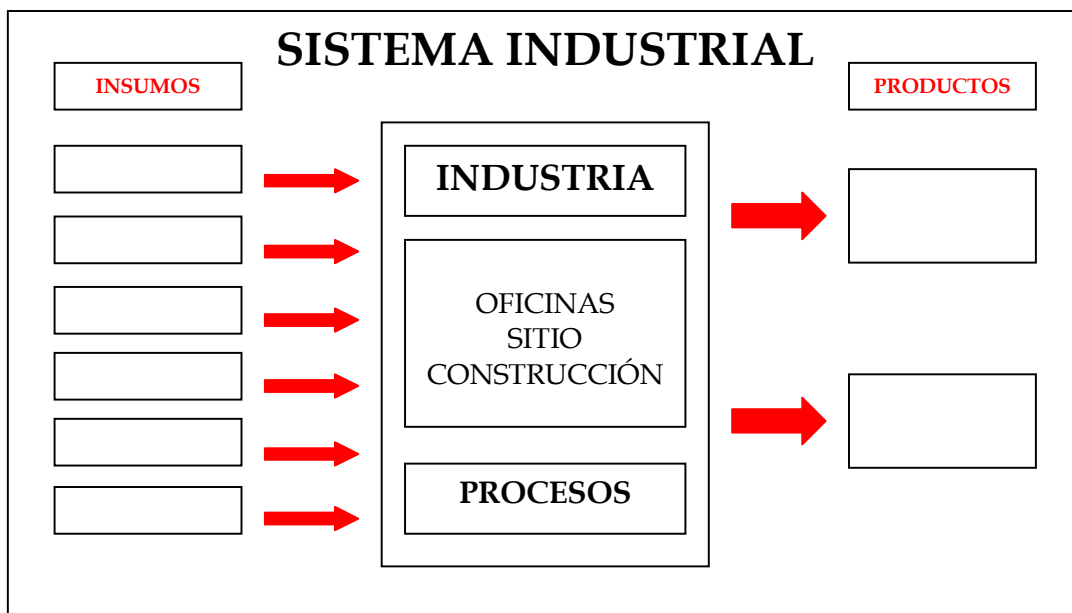 SISTEMA INDUSTRIAL
INSUMOS
PRODUCTOS
INDUSTRIA
OFICINAS
SITIO
CONSTRUCCIÓN
PROCESOS